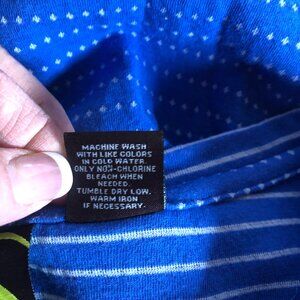 MACHINE WASH
WITH LIKE COLORS
IN COLD WATER.
ONLY NON-CHLORINE
BLEACH WHEN
NEEDED.
TUMBLE DRY LOW.
WARM IRON
IF NECESSARY.